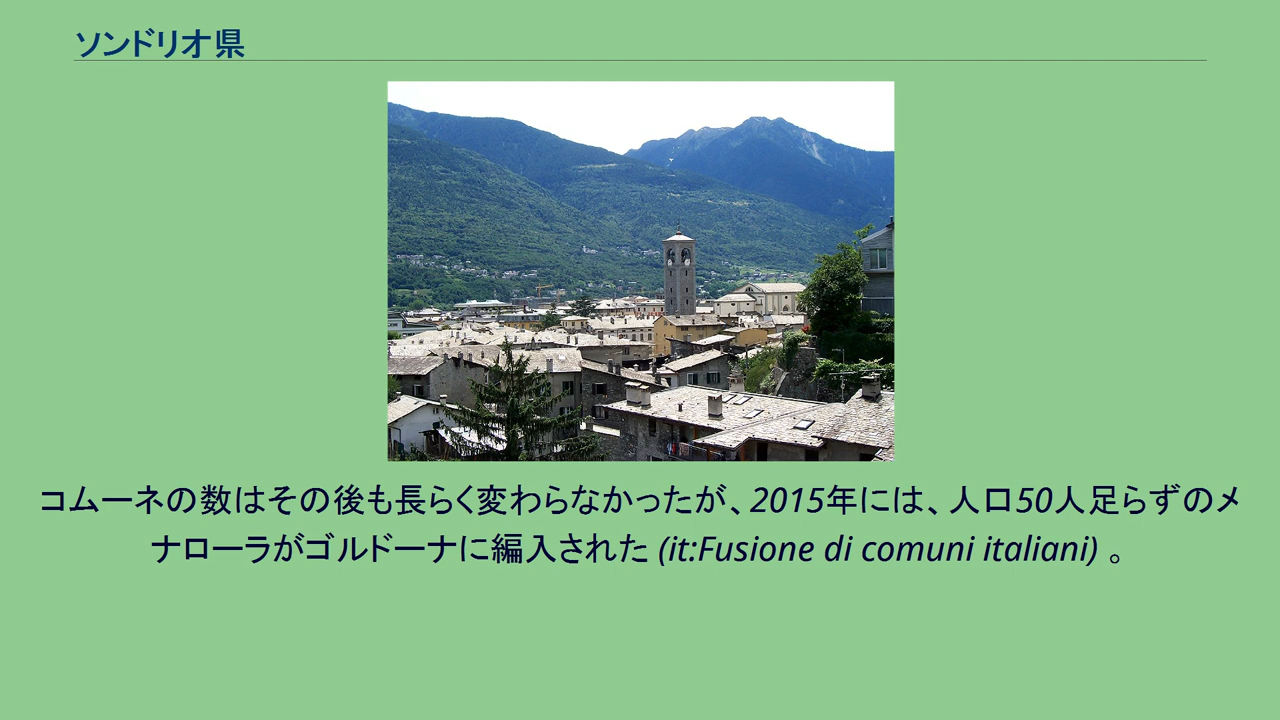 ソンドリオ県
コムーネの数はその後も長らく変わらなかったが、2015年には、人口50人足らずのメ
ナローラがゴルドーナに編入された (it:Fusione di comuni italiani) 。